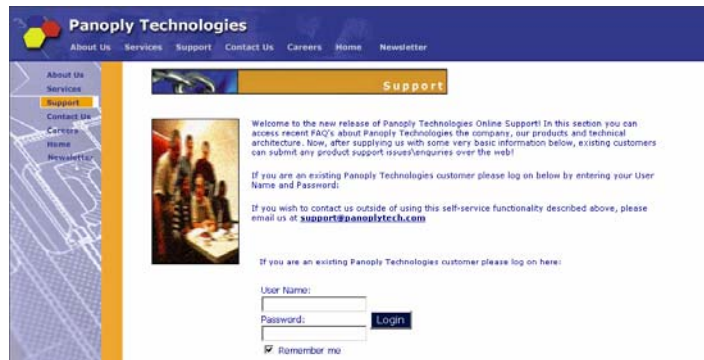 Panoply Technologies
About Us Services Support Contact Us Careers Home Newsletter
About Us
Services
Support
Contact Us
Careers
Home
Newsletter
Support
Welcome to the new release of Panoply Technologies Online Support! In this section you can
access recent FAQ's about Panoply Technologies the company, our products and technical
architecture. Now, after supplying us with some very basic information below, existing customers
can submit any product support issues\enquries over the web!
If you are an existing Panoply Technologies customer please log on below by entering your User
Name and Password:
If you wish to contact us outside of using this self-service functionality described above, please
email us at support@panoplytech.com
If you are an existing Panoply Technologies customer please log on here:
User Name:
Password:
Login
Remember me